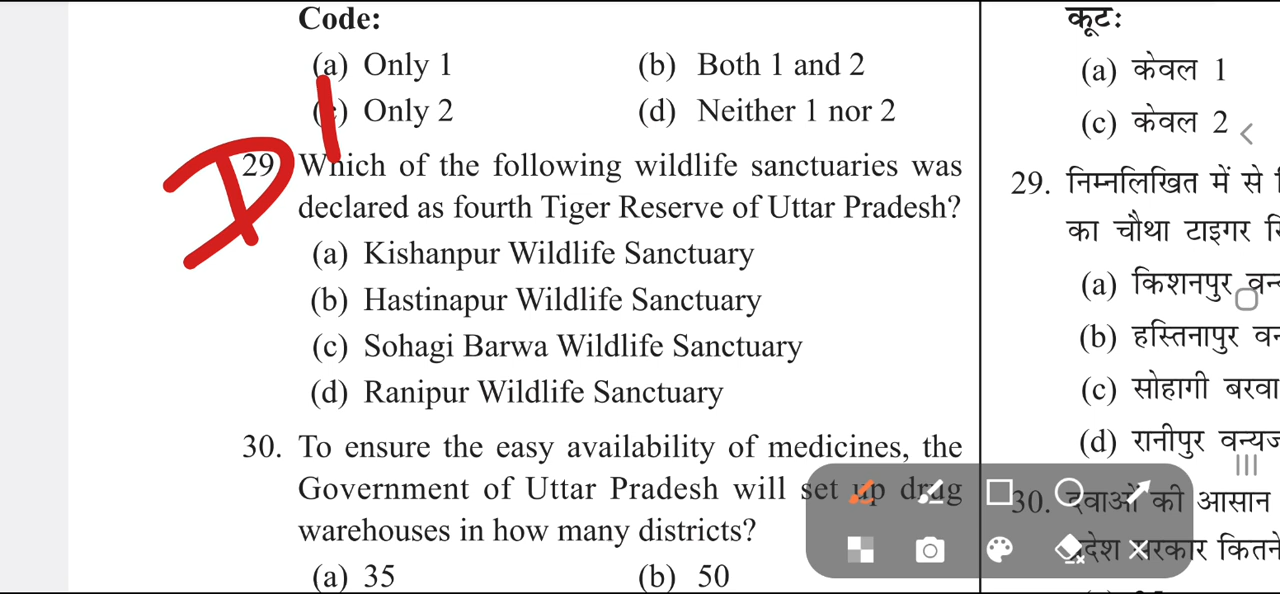 Code:
(a) Only 1 (b) Both 1 and 2
Only 2 (d) Neither 1 nor 2
29. Which of the following wildlife sanctuaries was
declared as fourth Tiger Reserve of Uttar Pradesh?
(a) Kishanpur Wildlife Sanctuary
(b) Hastinapur Wildlife Sanctuary
(c) Sohagi Barwa Wildlife Sanctuary
(d) Ranipur Wildlife Sanctuary
30. To ensure the easy availability of medicines, the
Government of Uttar Pradesh will set up drug
warehouses in how many districts?
(a) 35 (b) 50
कूटः
(a) केवल 1
(c) केवल 2
29. निम्नलिखित में से
का चौथा टाइगर
(a) किशनपुर
(b) हस्तिनापुर
(c) सोहागी बरवा
(d) रानीपुर
30. दवाओं की आसान
सरकार